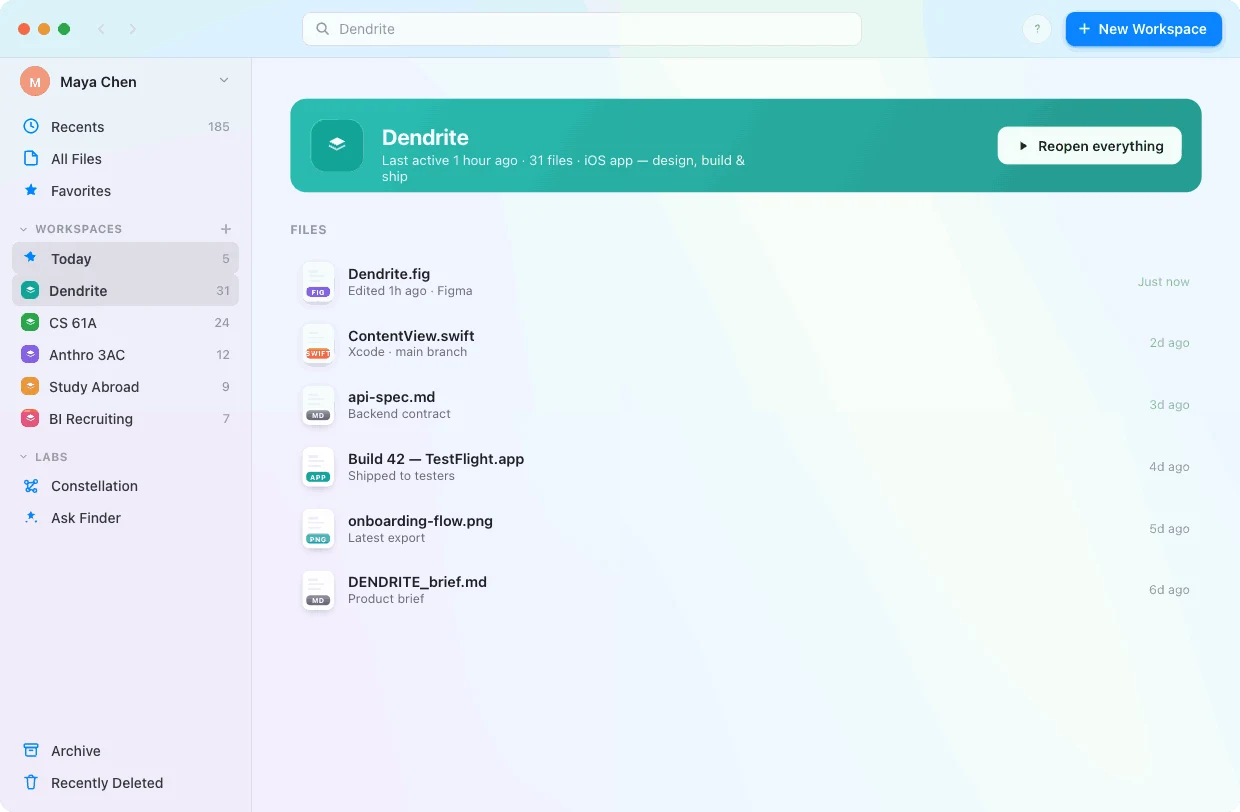 Dendrite
?
+ New Workspace
M
Maya Chen
Recents 185
All Files
Favorites
WORKSPACES
Today 5
Dendrite 31
CS 61A 24
Anthro 3AC 12
Study Abroad 9
BI Recruiting 7
LABS
Constellation
Ask Finder
Archive
Recently Deleted
Dendrite
Last active 1 hour ago · 31 files · iOS app — design, build &
ship
Reopen everything
FILES
FIG
Dendrite.fig
Edited 1h ago · Figma
Just now
SWIFT
ContentView.swift
Xcode · main branch
2d ago
MD
api-spec.md
Backend contract
3d ago
APP
Build 42 — TestFlight.app
Shipped to testers
4d ago
PNG
onboarding-flow.png
Latest export
5d ago
MD
DENDRITE_brief.md
Product brief
6d ago